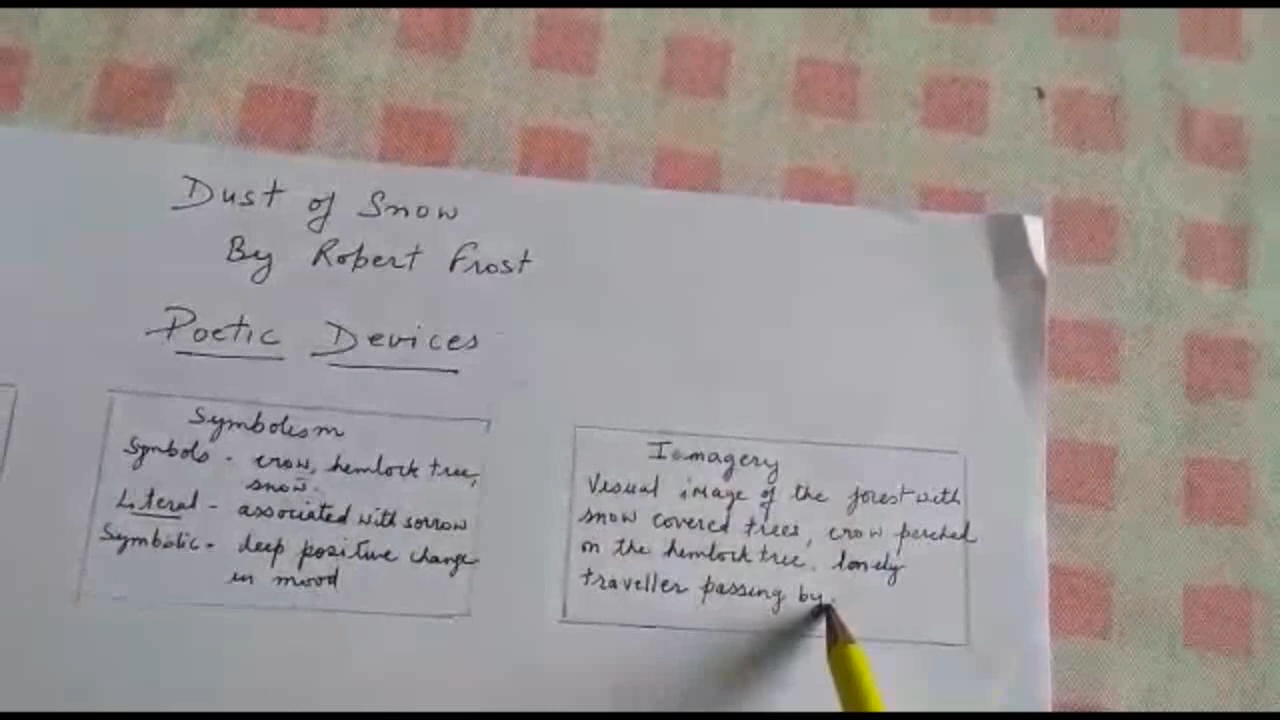 Dust of Snow
By Robert Frost
Poetic Devices
Symbolism
Symbols - crow, hemlock tree,
snow.
Literal - associated with sorrow
Symbolic - deep positive change
in mood
Imagery
Visual image of the forest with
snow covered trees, crow perched
on the hemlock tree, lonely
traveller passing by.